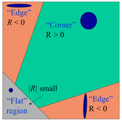 “Edge”
R < 0
“Corner”
R > 0
|R| small
“Flat”
region
“Edge”
R < 0